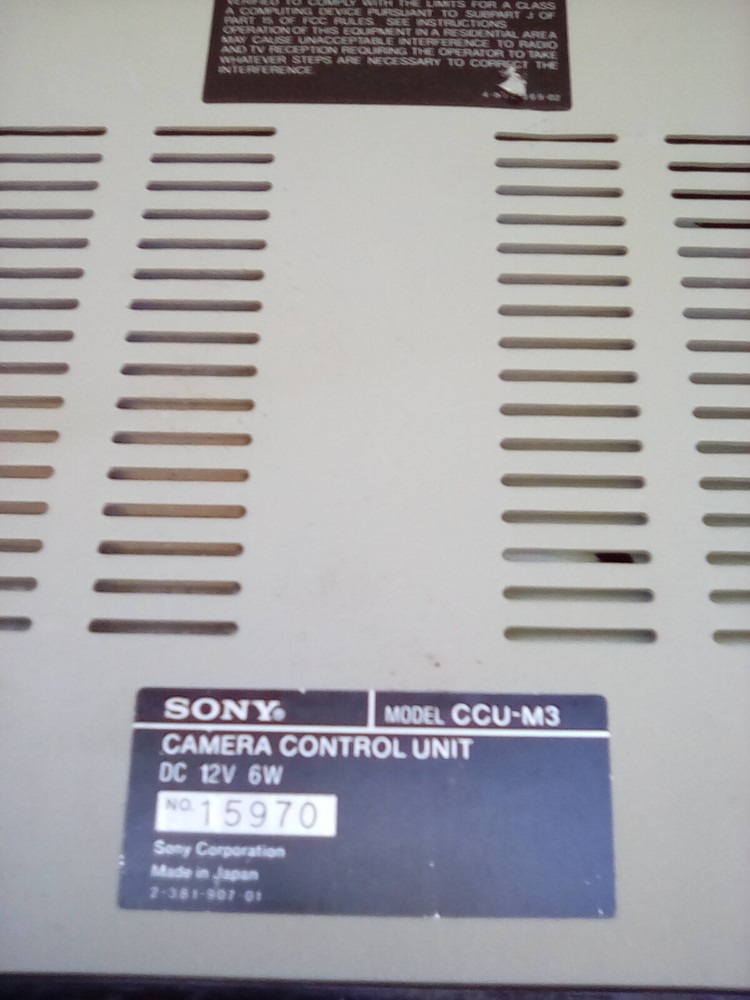 VERIFIED TO COMPLY WITH THE LIMITS FOR A CLASS
A COMPUTING DEVICE PURSUANT TO SUBPART J OF
PART 15 OF FCC RULES. SEE INSTRUCTIONS
OPERATION OF THIS EQUIPMENT IN A RESIDENTIAL AREA
MAY CAUSE UNACCEPTABLE INTERFERENCE TO RADIO
AND TV RECEPTION REQUIRING THE OPERATOR TO TAKE
WHATEVER STEPS ARE NECESSARY TO CORRECT THE
INTERFERENCE.
SONY® MODEL CCU-M3
CAMERA CONTROL UNIT
DC 12V 6W
NO. 15970
Sony Corporation
Made in Japan
2-381-907-01